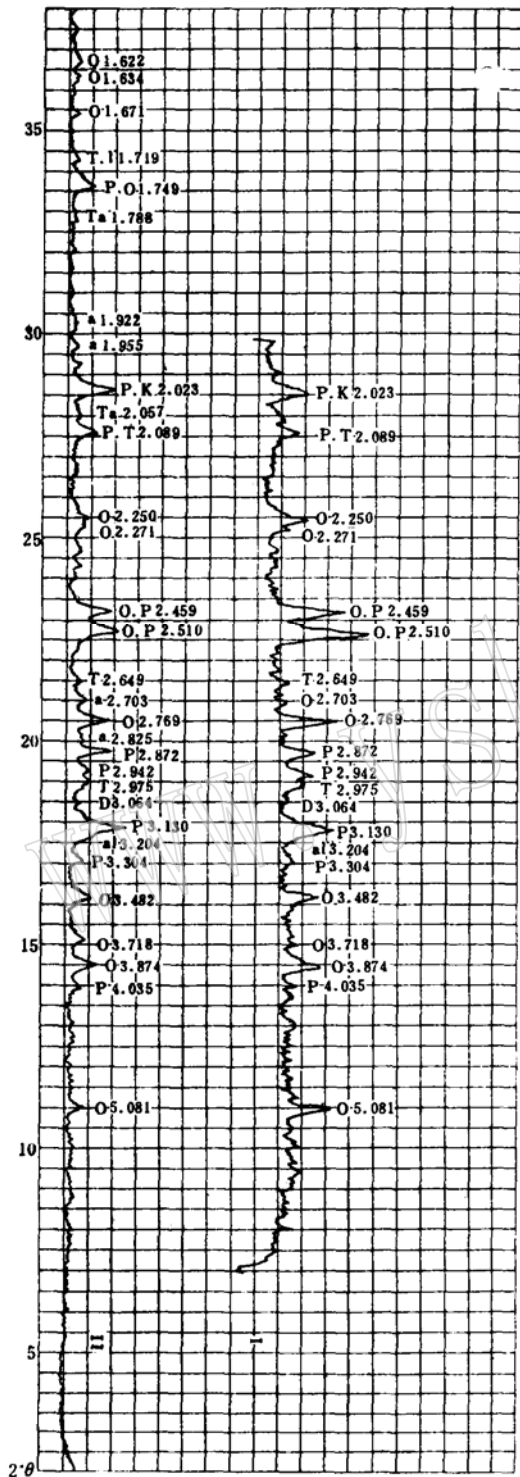 O 1.622
O 1.634
O 1.671
35
T.I 1.719
P.O 1.749
Ta 1.788
a 1.922
30
a 1.955
P.K 2.023
P.K 2.023
Ta 2.057
P.T 2.089
P.T 2.089
O 2.250
O 2.250
25
O 2.271
O 2.271
O.P 2.459
O.P 2.459
O.P 2.510
O.P 2.510
T 2.649
T 2.649
a 2.703
O 2.703
O 2.769
O 2.769
20
a 2.825
P 2.872
P 2.872
P 2.942
P 2.942
T 2.975
T 2.975
D 3.064
D 3.064
P 3.130
P 3.130
al 3.204
al 3.204
P 3.304
P 3.304
O 3.482
O 3.482
15
O 3.718
O 3.718
O 3.874
O 3.874
P 4.035
P 4.035
O 5.081
O 5.081
10
II
I
5
2°θ
www.ysl